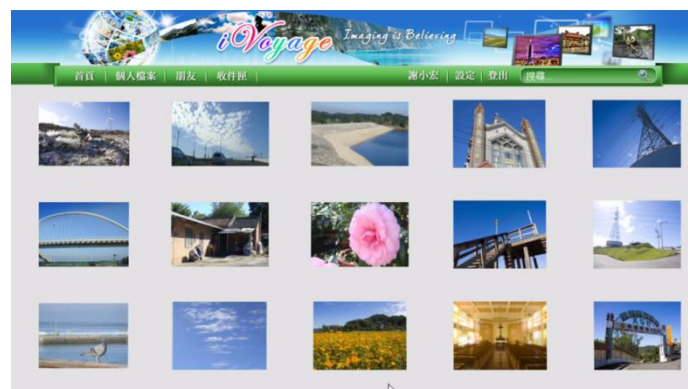 iVoyage
Imaging is Believing
首頁 | 個人檔案 | 朋友 | 收件匣 |
謝小宏 | 設定 | 登出
搜尋...